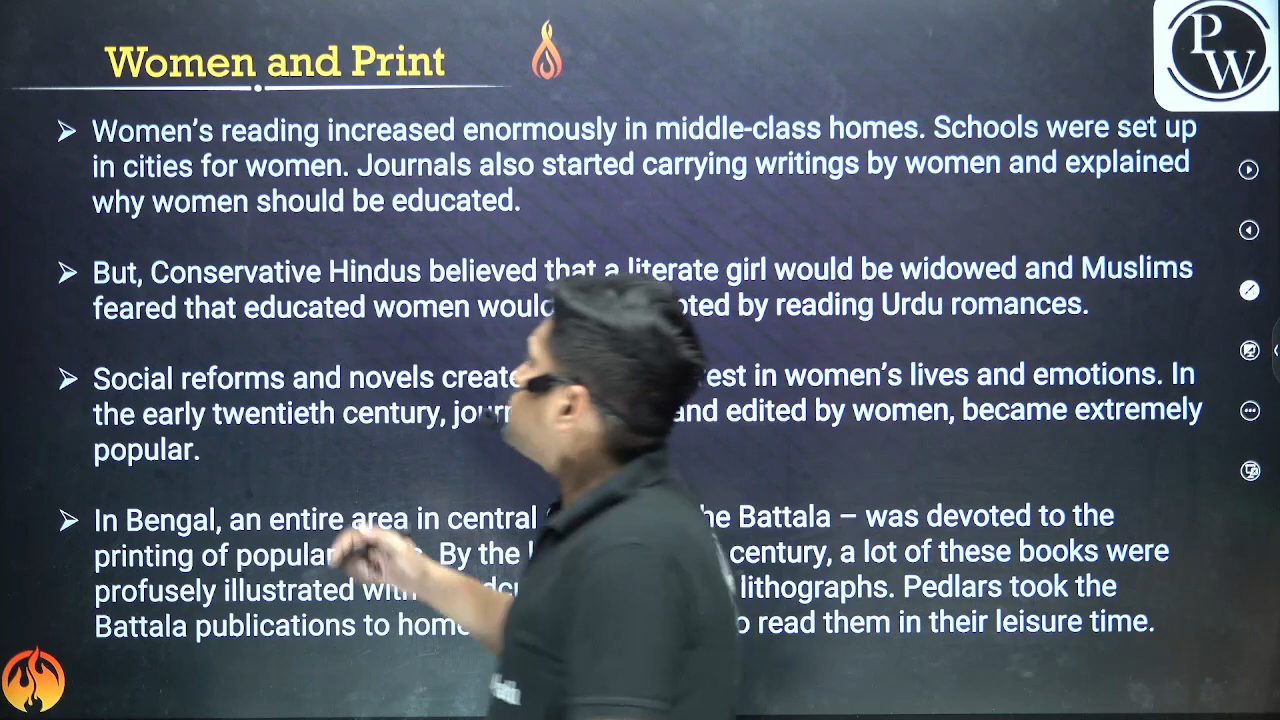 Women and Print
PW
➤ Women's reading increased enormously in middle-class homes. Schools were set up
in cities for women. Journals also started carrying writings by women and explained
why women should be educated.
➤ But, Conservative Hindus believed that a literate girl would be widowed and Muslims
feared that educated women would by reading Urdu romances.
➤ Social reforms and novels in women's lives and emotions. In
the early twentieth century, and edited by women, became extremely
popular.
➤ In Bengal, an entire area in central Battala – was devoted to the
printing of popular By the century, a lot of these books were
profusely illustrated with lithographs. Pedlars took the
Battala publications to read them in their leisure time.